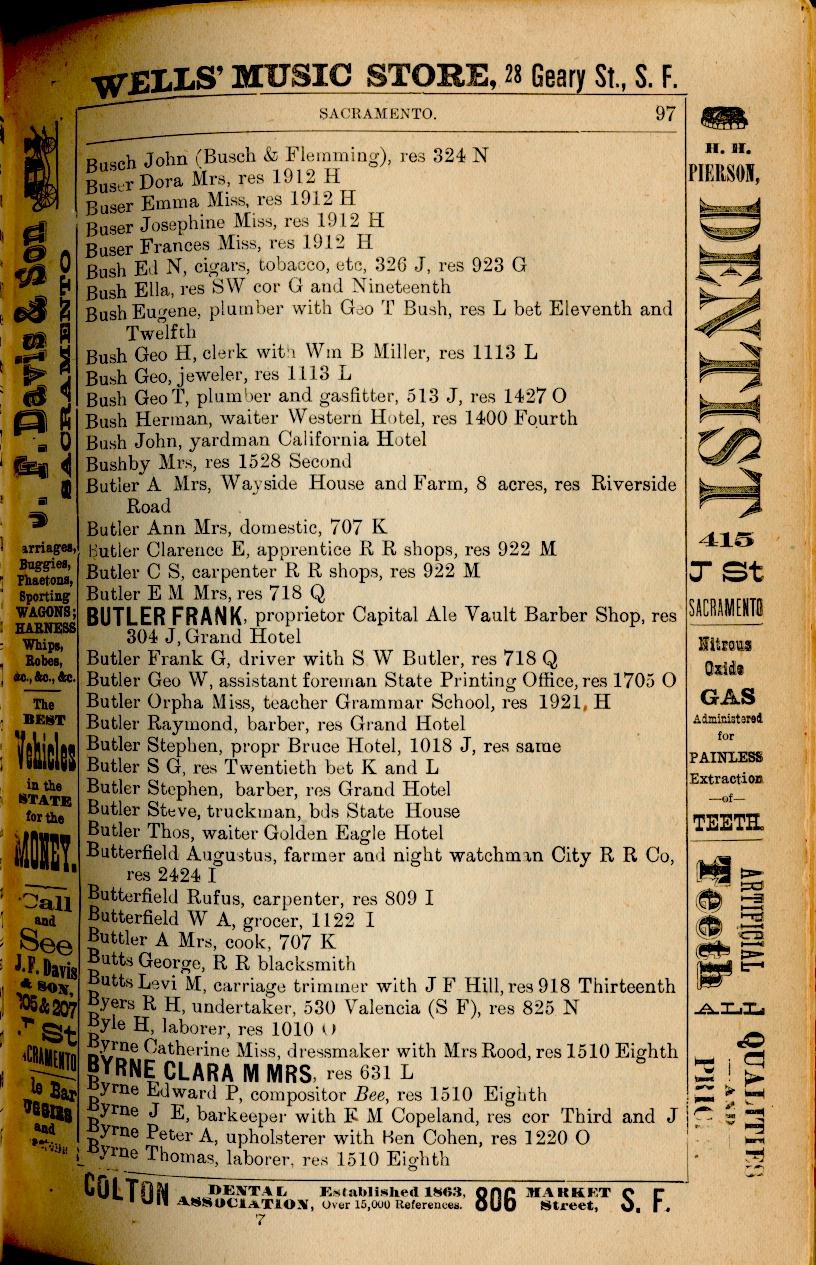 WELLS' MUSIC STORE, 28 Geary St., S. F.
SACRAMENTO. 97
Busch John (Busch & Flemming), res 324 N
Buser Dora Mrs, res 1912 H
Buser Emma Miss, res 1912 H
Buser Josephine Miss, res 1912 H
Buser Frances Miss, res 1912 H
Bush Ed N, cigars, tobacco, etc, 326 J, res 923 G
Bush Ella, res SW cor G and Nineteenth
Bush Eugene, plumber with Geo T Bush, res L bet Eleventh and
Twelfth
Bush Geo H, clerk with Wm B Miller, res 1113 L
Bush Geo, jeweler, res 1113 L
Bush Geo T, plumber and gasfitter, 513 J, res 1427 O
Bush Herman, waiter Western Hotel, res 1400 Fourth
Bush John, yardman California Hotel
Bushby Mrs, res 1528 Second
Butler A Mrs, Wayside House and Farm, 8 acres, res Riverside
Road
Butler Ann Mrs, domestic, 707 K
Butler Clarence E, apprentice R R shops, res 922 M
Butler C S, carpenter R R shops, res 922 M
Butler E M Mrs, res 718 Q
BUTLER FRANK, proprietor Capital Ale Vault Barber Shop, res
304 J, Grand Hotel
Butler Frank G, driver with S W Butler, res 718 Q
Butler Geo W, assistant foreman State Printing Office, res 1705 O
Butler Orpha Miss, teacher Grammar School, res 1921, H
Butler Raymond, barber, res Grand Hotel
Butler Stephen, propr Bruce Hotel, 1018 J, res same
Butler S G, res Twentieth bet K and L
Butler Stephen, barber, res Grand Hotel
Butler Steve, truckman, bds State House
Butler Thos, waiter Golden Eagle Hotel
Butterfield Augustus, farmer and night watchman City R R Co,
res 2424 I
Butterfield Rufus, carpenter, res 809 I
Butterfield W A, grocer, 1122 I
Buttler A Mrs, cook, 707 K
Butts George, R R blacksmith
Butts Levi M, carriage trimmer with J F Hill, res 918 Thirteenth
Byers R H, undertaker, 530 Valencia (S F), res 825 N
Byle H, laborer, res 1010 O
Byrne Catherine Miss, dressmaker with Mrs Rood, res 1510 Eighth
BYRNE CLARA M MRS, res 631 L
Byrne Edward P, compositor Bee, res 1510 Eighth
Byrne J E, barkeeper with F M Copeland, res cor Third and J
Byrne Peter A, upholsterer with Ben Cohen, res 1220 O
Byrne Thomas, laborer, res 1510 Eighth
COLTON DENTAL ASSOCIATION, Established 1863, Over 15,000 References. 806 MARKET Street, S. F.
7
. F. Davis & Son
SACRAMENTO
arriages,
Buggies,
Phaetons,
Sporting
WAGONS;
HARNESS
Whips,
Robes,
&c., &c., &c.
The
BEST
Vehicles
in the
STATE
for the
MONEY.
Call
and
See
J. F. Davis
& SON,
205 & 207
J St
ACRAMENTO
and
H. H.
PIERSON,
DENTIST
415
J St
SACRAMENTO
Nitrous
Oxide
GAS
Administered
for
PAINLESS
Extraction
—of—
TEETH.
ARTIFICIAL
Teeth
ALL
QUALITIES
—AND—
PRIC